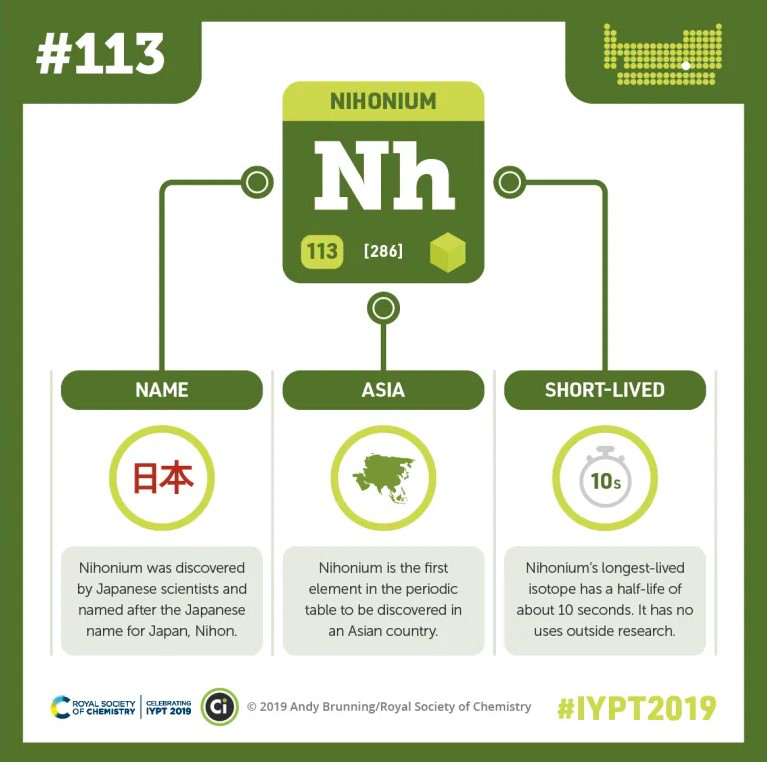 #113
NIHONIUM
Nh
113 [286]
NAME
日本
Nihonium was discovered
by Japanese scientists and
named after the Japanese
name for Japan, Nihon.
ASIA
Nihonium is the first
element in the periodic
table to be discovered in
an Asian country.
SHORT-LIVED
10s
Nihonium’s longest-lived
isotope has a half-life of
about 10 seconds. It has no
uses outside research.
ROYAL SOCIETY
OF CHEMISTRY
CELEBRATING
IYPT 2019
Ci
© 2019 Andy Brunning/Royal Society of Chemistry
#IYPT2019